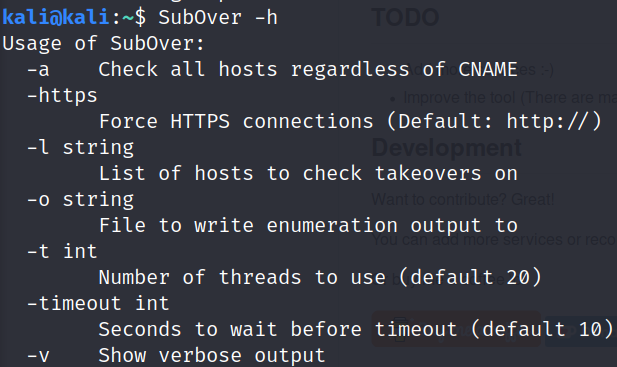 kali@kali:~$ SubOver -h
TODO
Usage of SubOver:
-a Check all hosts regardless of CNAME
-https
Improve the tool (There are ma
Force HTTPS connections (Default: http://)
-l string
Development
List of hosts to check takeovers on
-o string
Want to contribute? Great!
File to write enumeration output to
-t int
You can add more services or reco
Number of threads to use (default 20)
-timeout int
Seconds to wait before timeout (default 10)
-v Show verbose output